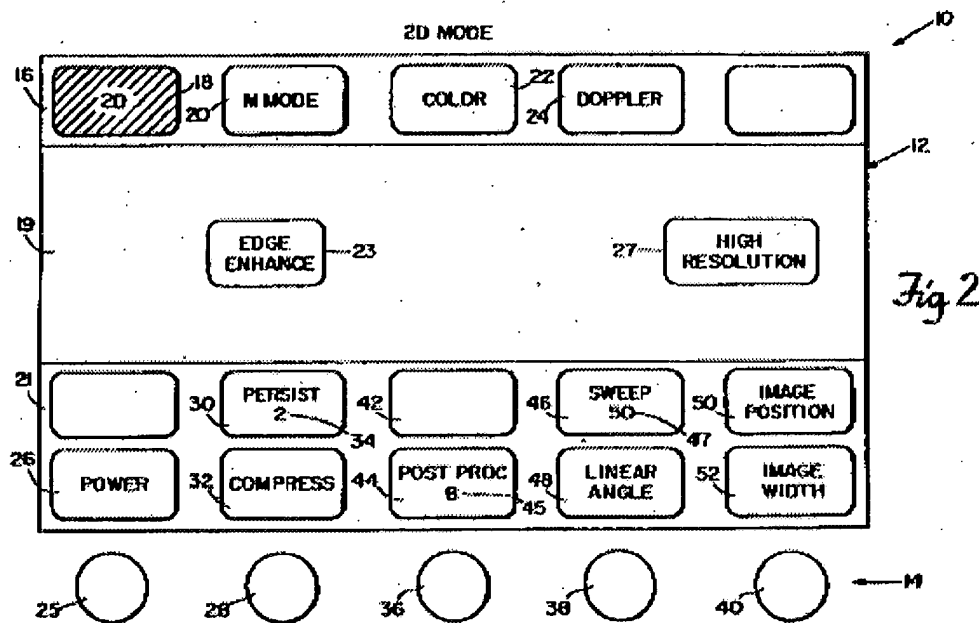 2D MODE
10
16
2D
18
20
M MODE
COLDR
22
24
DOPPLER
12
19
EDGE
ENHANCE
23
27
HIGH
RESOLUTION
Fig 2
21
30
PERSIST
2
34
42
46
SWEEP
50
47
50
IMAGE
POSITION
26
POWER
32
COMPRESS
44
POST PROC
6
45
48
LINEAR
ANGLE
52
IMAGE
WIDTH
25
28
36
38
40